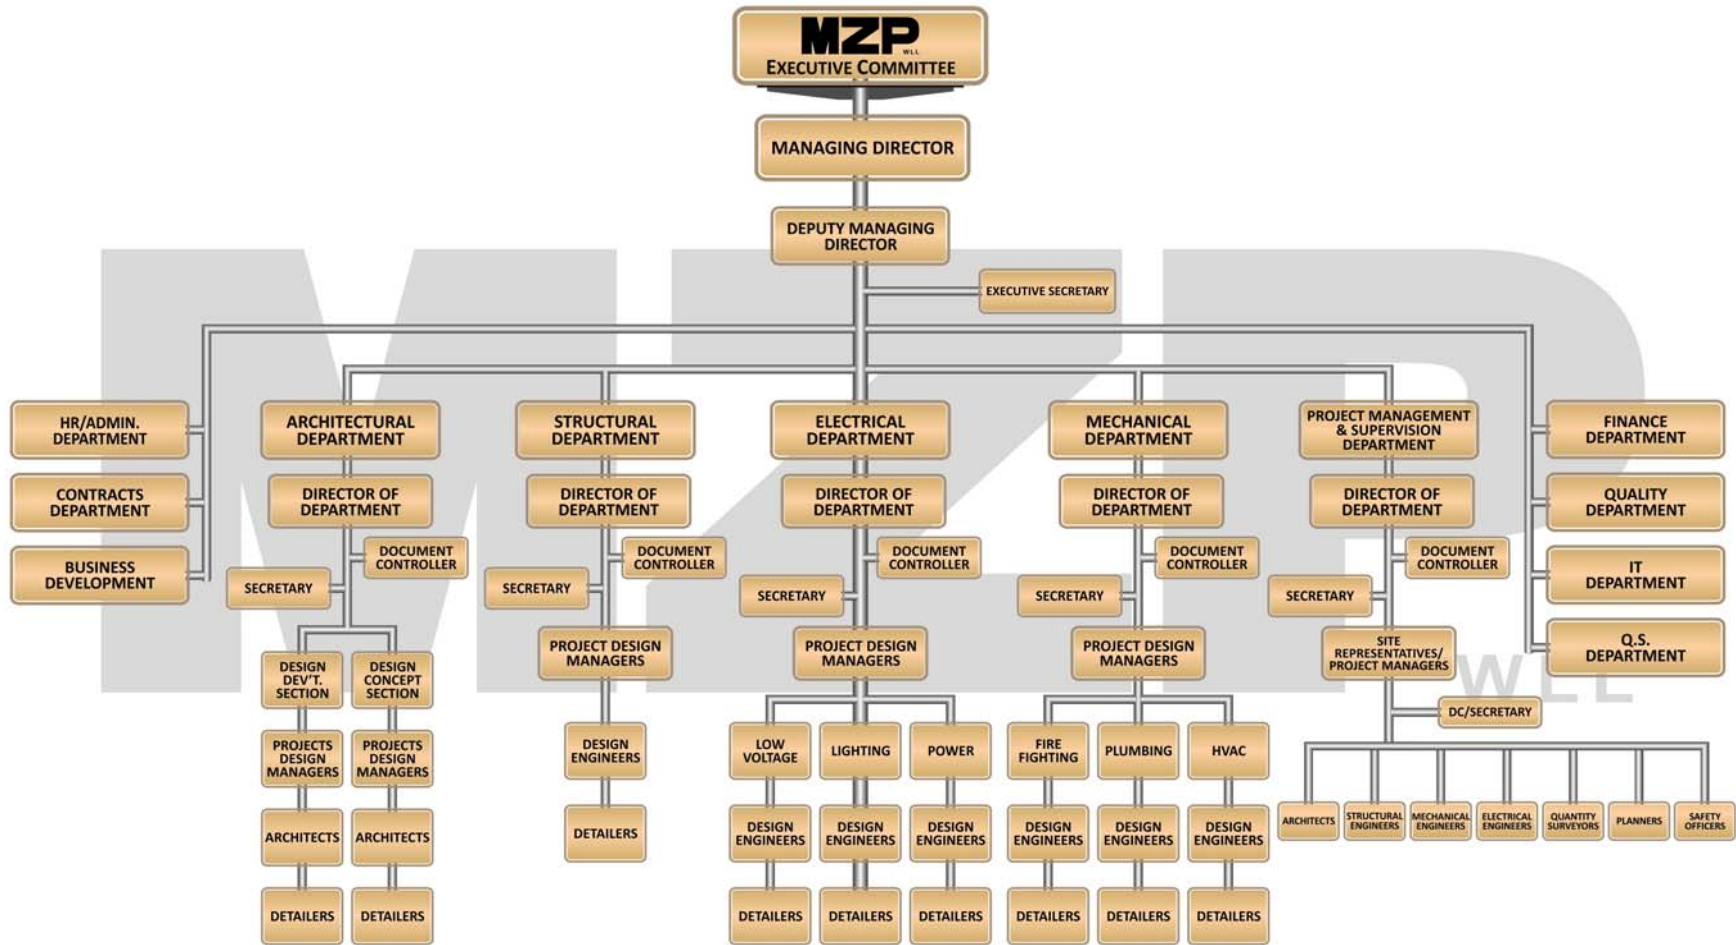 MZP
WLL
EXECUTIVE COMMITTEE
MANAGING DIRECTOR
DEPUTY MANAGING
DIRECTOR
EXECUTIVE SECRETARY
HR/ADMIN.
DEPARTMENT
CONTRACTS
DEPARTMENT
BUSINESS
DEVELOPMENT
ARCHITECTURAL
DEPARTMENT
DIRECTOR OF
DEPARTMENT
DOCUMENT
CONTROLLER
SECRETARY
DESIGN
DEV'T.
SECTION
PROJECTS
DESIGN
MANAGERS
ARCHITECTS
DETAILERS
DESIGN
CONCEPT
SECTION
PROJECTS
DESIGN
MANAGERS
ARCHITECTS
DETAILERS
STRUCTURAL
DEPARTMENT
DIRECTOR OF
DEPARTMENT
DOCUMENT
CONTROLLER
SECRETARY
PROJECT DESIGN
MANAGERS
DESIGN
ENGINEERS
DETAILERS
ELECTRICAL
DEPARTMENT
DIRECTOR OF
DEPARTMENT
DOCUMENT
CONTROLLER
SECRETARY
PROJECT DESIGN
MANAGERS
LOW
VOLTAGE
DESIGN
ENGINEERS
DETAILERS
LIGHTING
DESIGN
ENGINEERS
DETAILERS
POWER
DESIGN
ENGINEERS
DETAILERS
MECHANICAL
DEPARTMENT
DIRECTOR OF
DEPARTMENT
DOCUMENT
CONTROLLER
SECRETARY
PROJECT DESIGN
MANAGERS
FIRE
FIGHTING
DESIGN
ENGINEERS
DETAILERS
PLUMBING
DESIGN
ENGINEERS
DETAILERS
HVAC
DESIGN
ENGINEERS
DETAILERS
PROJECT MANAGEMENT
& SUPERVISION
DEPARTMENT
DIRECTOR OF
DEPARTMENT
DOCUMENT
CONTROLLER
SECRETARY
SITE
REPRESENTATIVES/
PROJECT MANAGERS
DC/SECRETARY
ARCHITECTS
STRUCTURAL
ENGINEERS
MECHANICAL
ENGINEERS
ELECTRICAL
ENGINEERS
QUANTITY
SURVEYORS
PLANNERS
SAFETY
OFFICERS
FINANCE
DEPARTMENT
QUALITY
DEPARTMENT
IT
DEPARTMENT
Q.S.
DEPARTMENT
MZP
WLL